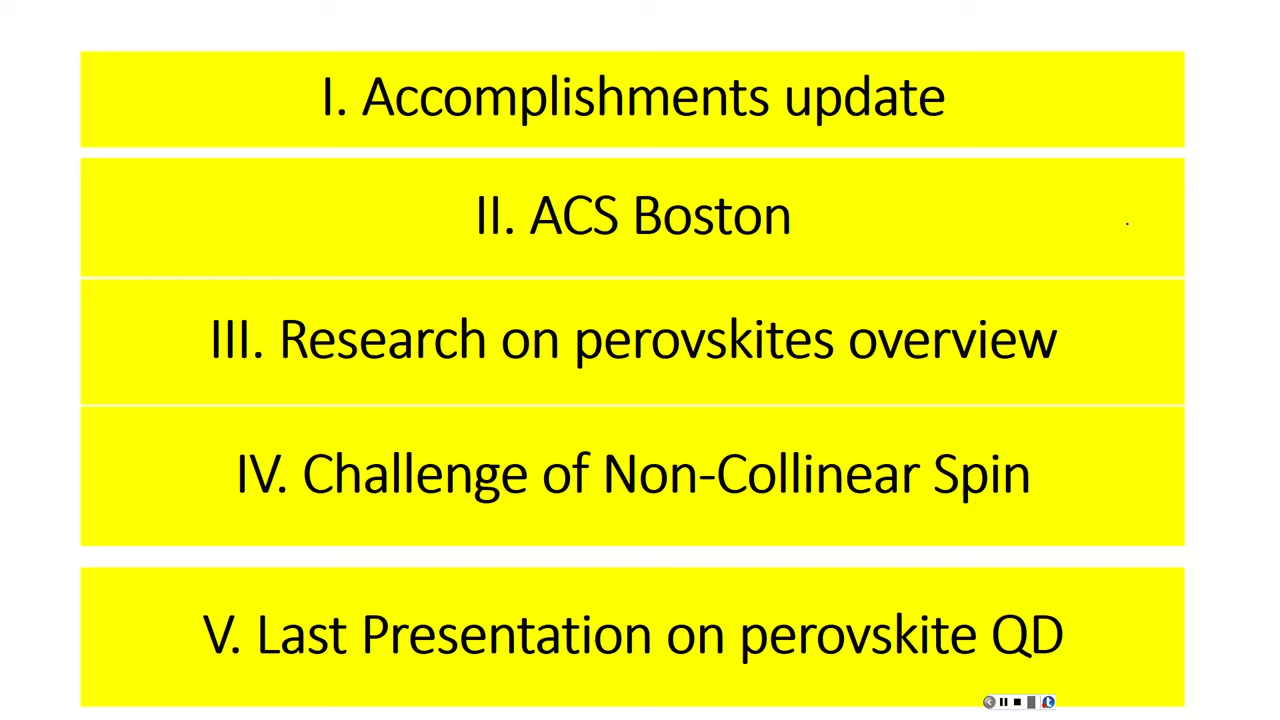 I. Accomplishments update
II. ACS Boston
III. Research on perovskites overview
IV. Challenge of Non-Collinear Spin
V. Last Presentation on perovskite QD